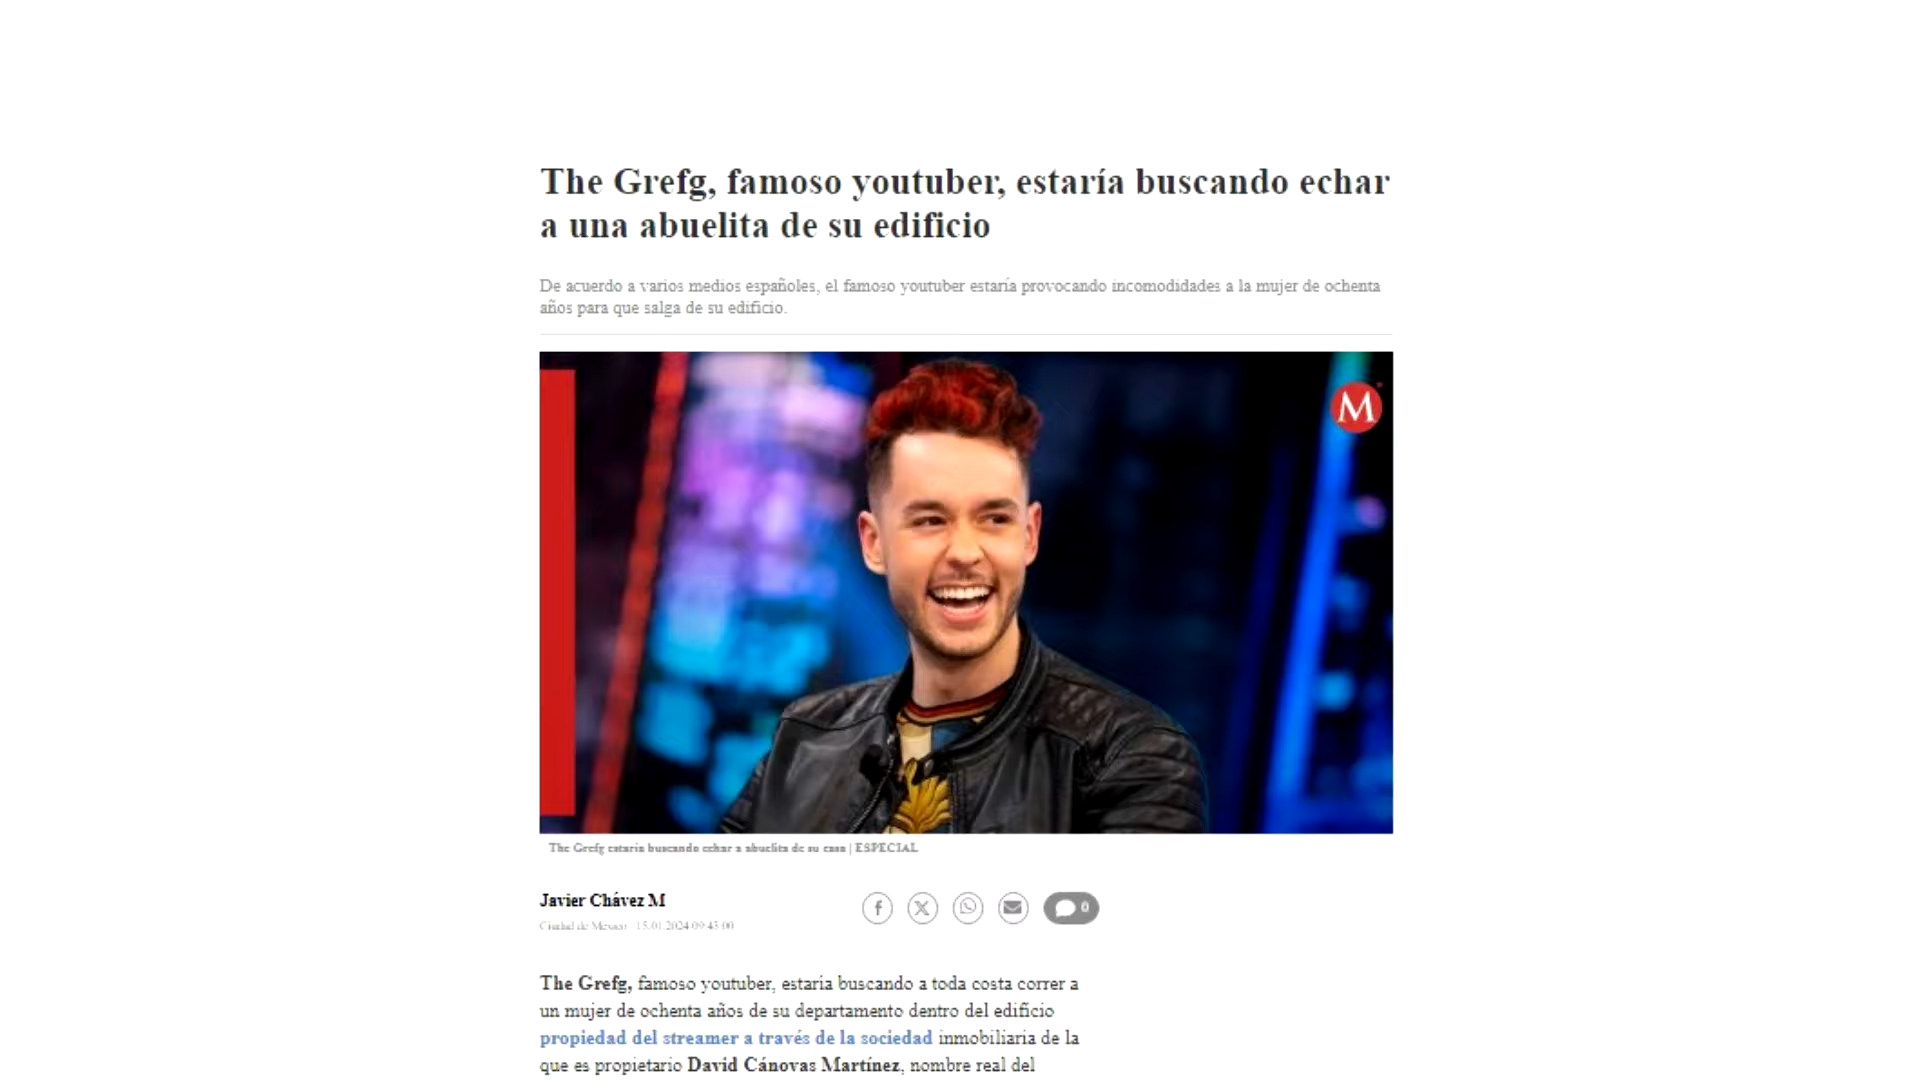 The Grefg, famoso youtuber, estaría buscando echar
a una abuelita de su edificio
De acuerdo a varios medios españoles, el famoso youtuber estaría provocando incomodidades a la mujer de ochenta
años para que salga de su edificio.
M
The Grefg estaría buscando echar a abuelita de su casa | ESPECIAL
Javier Chávez M
0
Ciudad de México 15.01.2024 09:43:00
The Grefg, famoso youtuber, estaría buscando a toda costa correr a
un mujer de ochenta años de su departamento dentro del edificio
propiedad del streamer a través de la sociedad inmobiliaria de la
que es propietario David Cánovas Martínez, nombre real del